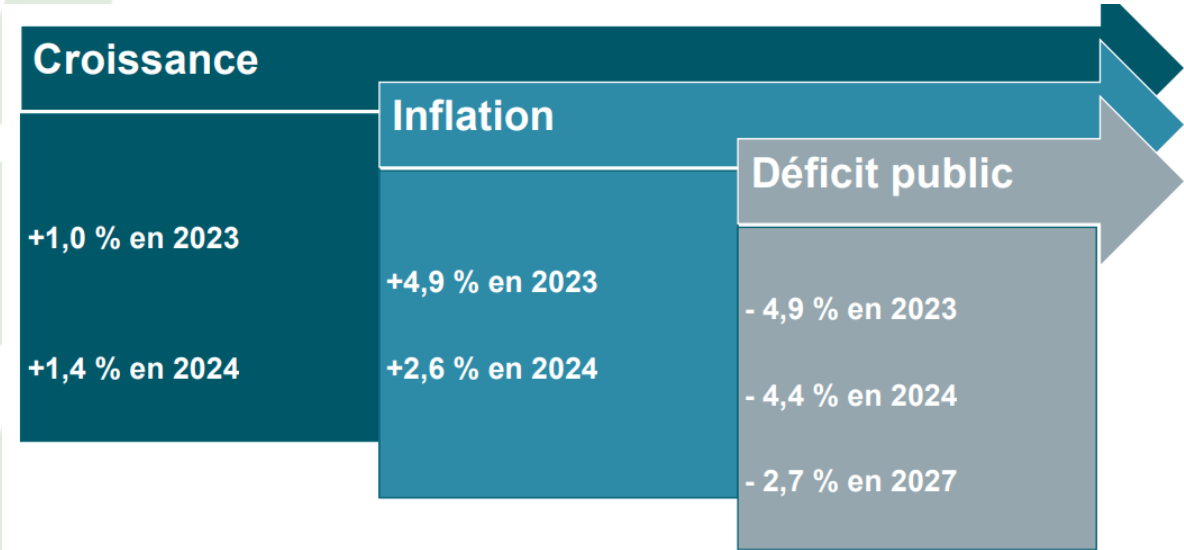 Croissance
+1,0 % en 2023
+1,4 % en 2024
Inflation
+4,9 % en 2023
+2,6 % en 2024
Déficit public
- 4,9 % en 2023
- 4,4 % en 2024
- 2,7 % en 2027